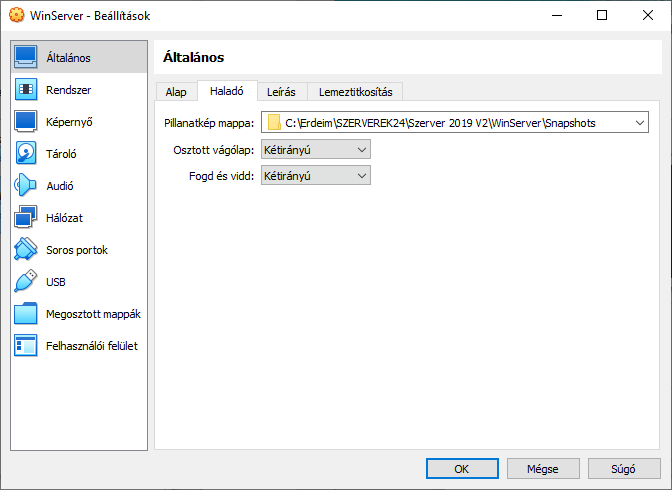 WinServer - Beállítások
Általános
Rendszer
Képernyő
Tároló
Audió
Hálózat
Soros portok
USB
Megosztott mappák
Felhasználói felület
Általános
Alap
Haladó
Leírás
Lemeztitkosítás
Pillanatkép mappa: C:\Erdeim\SZERVEREK24\Szerver 2019 V2\WinServer\Snapshots
Osztott vágólap: Kétirányú
Fogd és vidd: Kétirányú
OK
Mégse
Súgó